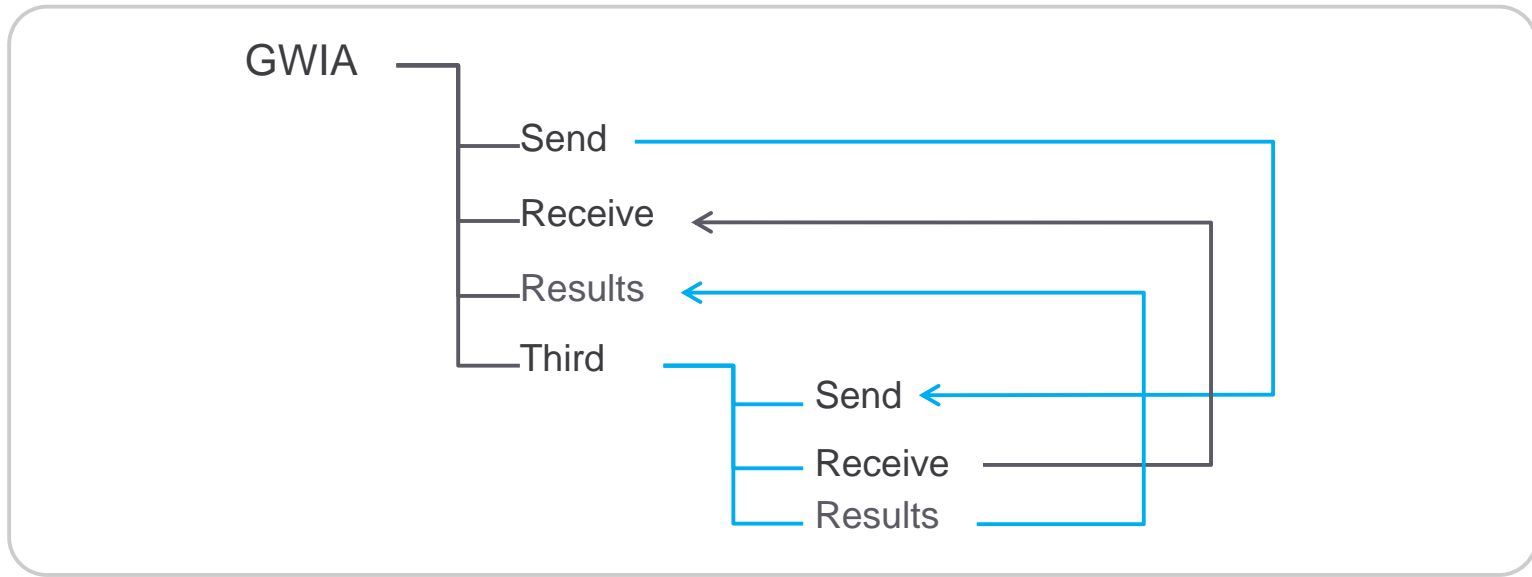 GWIA
Send
Receive
Results
Third
Send
Receive
Results